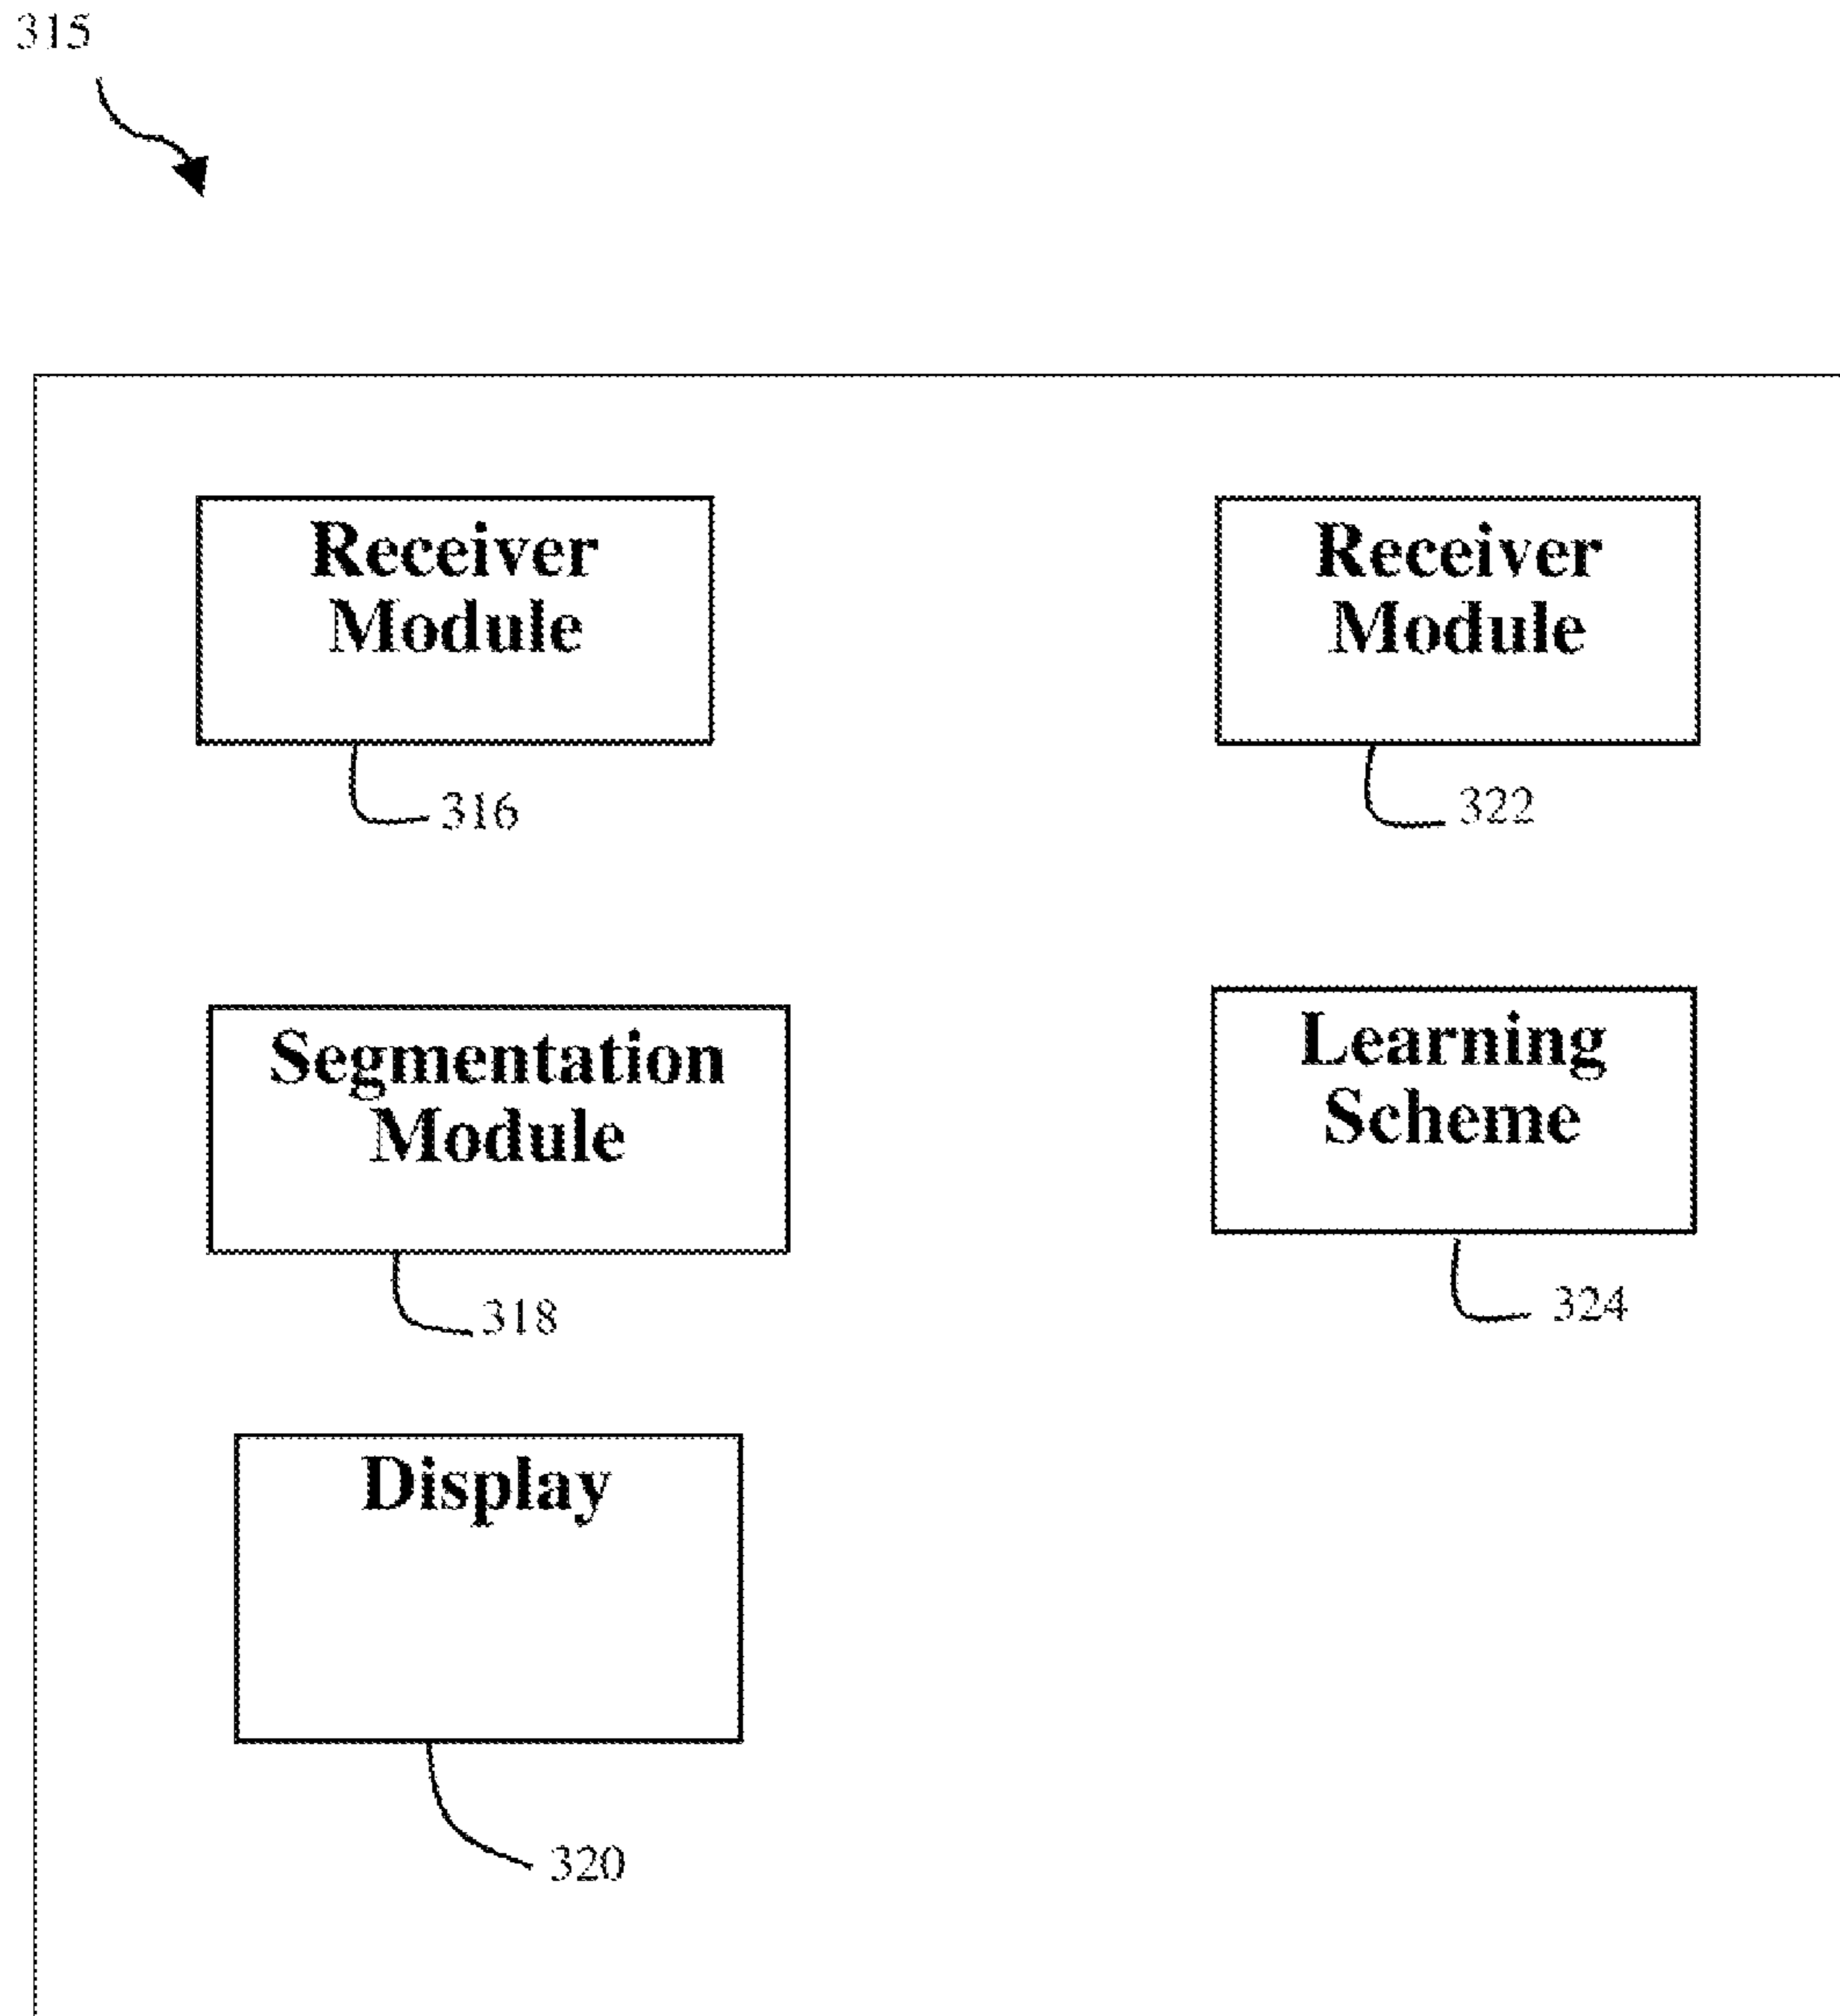 315
Receiver
Module
316
Receiver
Module
322
Segmentation
Module
318
Learning
Scheme
324
Display
320